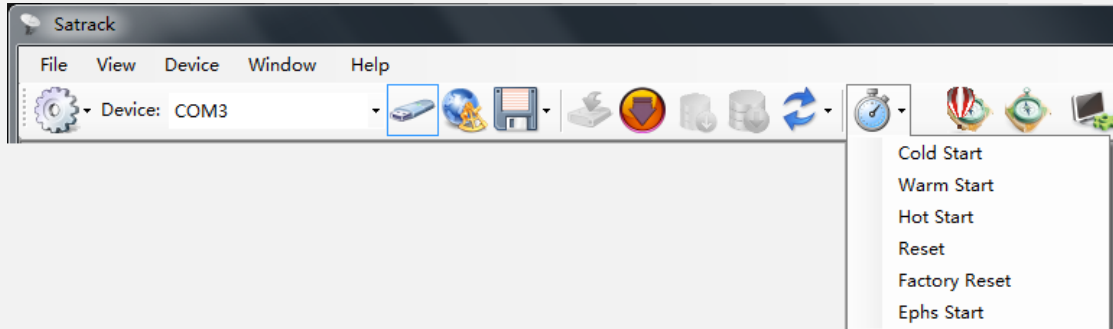 Satrack
File View Device Window Help
Device: COM3
Cold Start
Warm Start
Hot Start
Reset
Factory Reset
Ephs Start